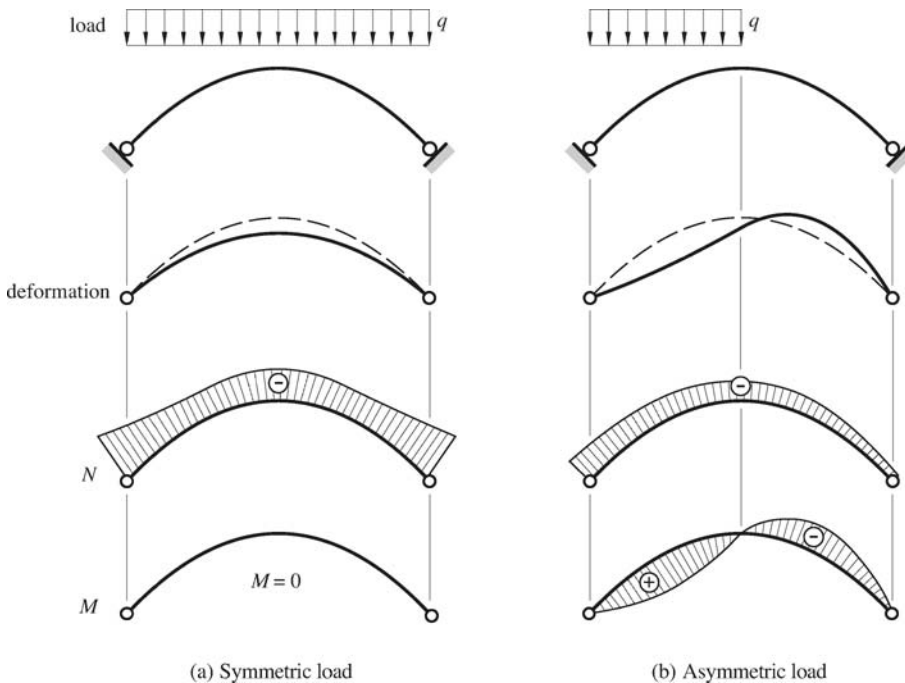 load
q
q
deformation
N
-
-
M
M = 0
+
-
(a) Symmetric load
(b) Asymmetric load